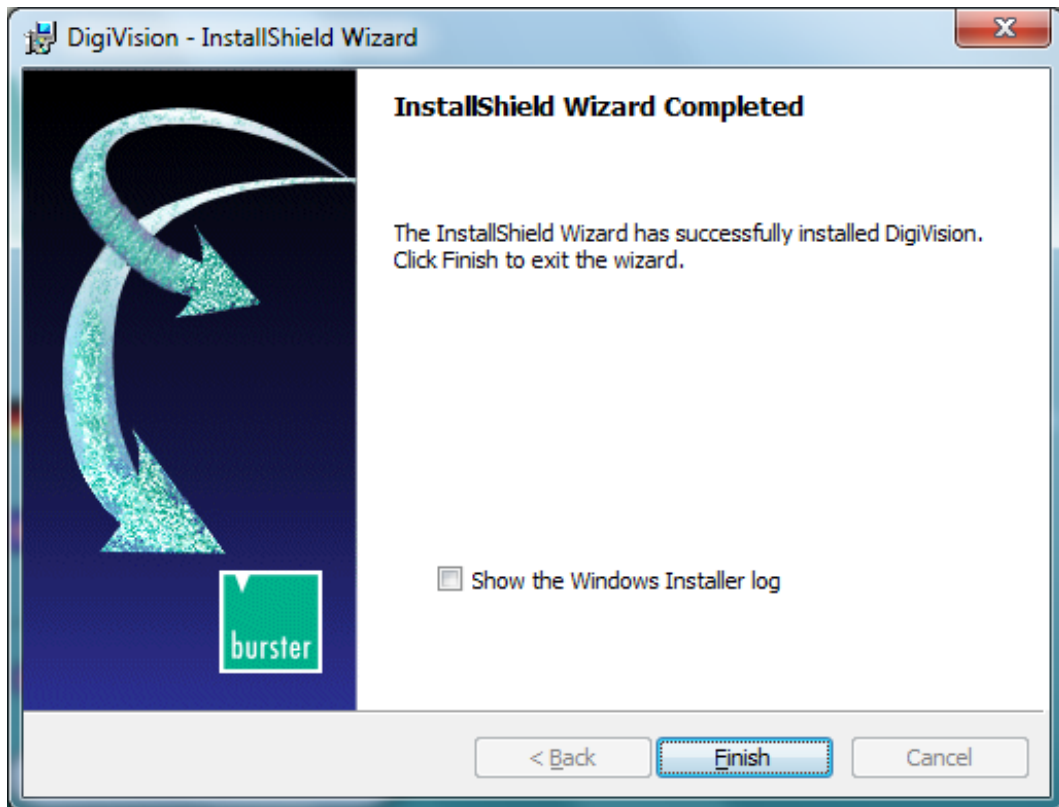 DigiVision - InstallShield Wizard
InstallShield Wizard Completed
The InstallShield Wizard has successfully installed DigiVision.
Click Finish to exit the wizard.
Show the Windows Installer log
burster
< Back
Finish
Cancel